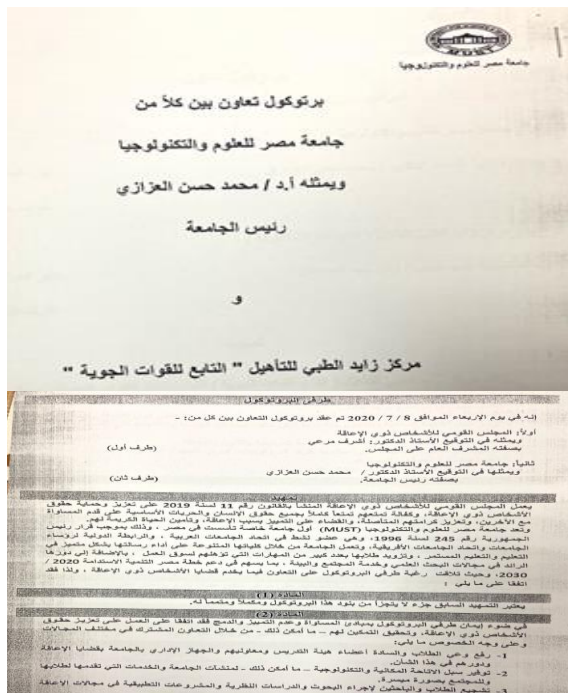 MUST
جامعة مصر للعلوم والتكنولوجيا
برتوكول تعاون بين كلاً من
جامعة مصر للعلوم والتكنولوجيا
ويمثله أ.د / محمد حسن العزازي
رئيس الجامعة
و
مركز زايد الطبي للتأهيل " التابع للقوات الجوية "
طرفي البروتوكول
إنه في يوم الاربعاء الموافق 8 / 7 / 2020 تم عقد بروتوكول التعاون بين كل من: -
أولاً: المجلس القومي للأشخاص ذوي الإعاقة
ويمثله في التوقيع الأستاذ الدكتور: اشرف مرعي
بصفته المشرف العام على المجلس. (طرف أول)
ثانياً: جامعة مصر للعلوم والتكنولوجيا
ويمثلها في التوقيع الأستاذ الدكتور / محمد حسن العزازي
بصفته رئيس الجامعة. (طرف ثان)
تمهيد
يعمل المجلس القومي للأشخاص ذوي الإعاقة المنشأ بالقانون رقم 11 لسنة 2019 على تعزيز وحماية حقوق
الأشخاص ذوي الإعاقة، وكفالة تمتعهم تمتعاً كاملاً بجميع حقوق الانسان والحريات الأساسية على قدم المساواة
مع الآخرين، وتعزيز كرامتهم المتأصلة، والقضاء على التمييز بسبب الإعاقة، وتأمين الحياة الكريمة لهم.
وتعد جامعة مصر للعلوم والتكنولوجيا (MUST) أول جامعة خاصة تأسست في مصر ، وذلك بموجب قرار رئيس
الجمهورية رقم 245 لسنة 1996، وهي عضو نشط في اتحاد الجامعات العربية ، والرابطة الدولية لرؤساء
الجامعات واتحاد الجامعات الأفريقية، وتعمل الجامعة من خلال كلياتها المتنوعة على أداء رسالتها بشكل متميز في
التعليم والتعليم المستمر ، وتزويد طلابها بعدد كبير من المهارات التي تؤهلهم لسوق العمل ، بالإضافة إلى دورها
الرائد في مجالات البحث العلمي وخدمة المجتمع والبيئة ، بما يسهم في دعم خطة مصر التنمية الاستدامة 2020 /
2030، وحيث تلاقت رغبة طرفي البروتوكول على التعاون فيما يخدم قضايا الأشخاص ذوي الإعاقة ، ولذا فقد
اتفقا على ما يلي :
المادة (1)
يعتبر التمهيد السابق جزء لا يتجزأ من بنود هذا البروتوكول ومكملاً ومتمماً له.
المادة (2)
في ضوء إيمان طرفي البروتوكول بمبادئ المساواة وعدم التمييز والدمج فقد اتفقا على العمل على تعزيز حقوق
الأشخاص ذوي الإعاقة، وتحقيق التمكين لهم – ما أمكن ذلك – من خلال التعاون المشترك في مختلف المجالات
وعلى وجه الخصوص ما يلي:
1- رفع وعي الطلاب والسادة أعضاء هيئة التدريس ومعاونيهم والجهاز الإداري بالجامعة بقضايا الإعاقة
ودورهم في هذا الشأن.
2- توفير سبل الاتاحة المكانية والتكنولوجية – ما أمكن ذلك – لمنشآت الجامعة والخدمات التي تقدمها لطلابها
وللمجتمع بصورة ميسرة.
تشجيع الطلاب والباحثين لإجراء البحوث والدراسات النظرية والمشروعات التطبيقية في مجالات الإعاقة